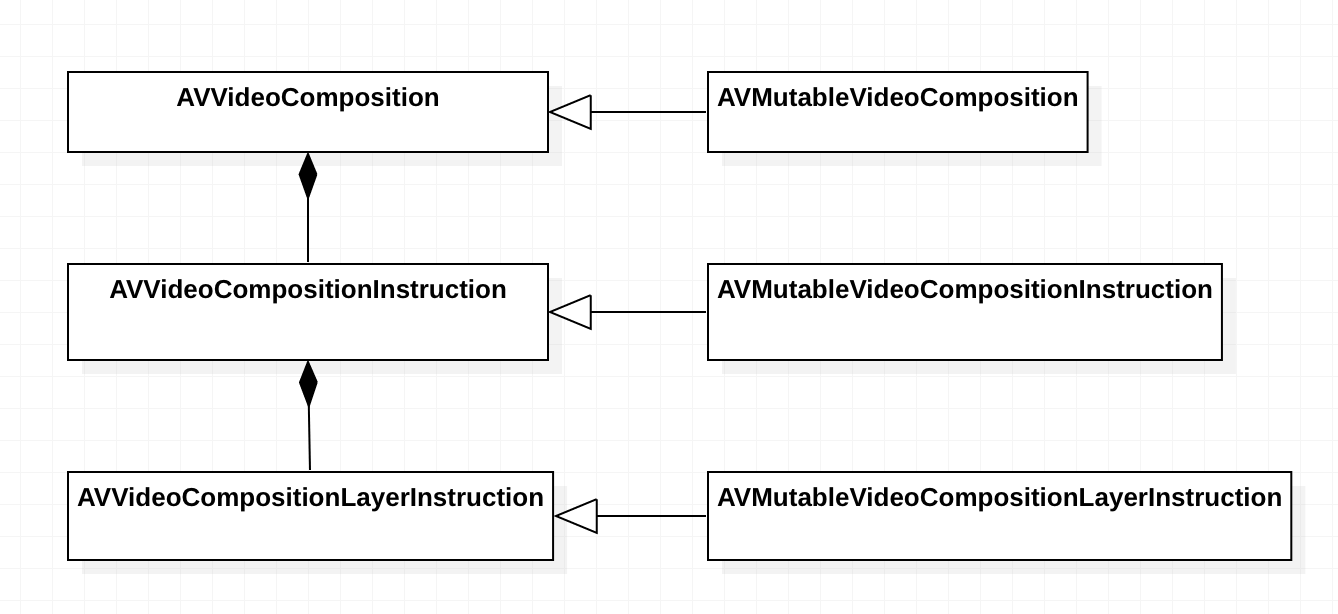 AVVideoComposition
AVMutableVideoComposition
AVVideoCompositionInstruction
AVMutableVideoCompositionInstruction
AVVideoCompositionLayerInstruction
AVMutableVideoCompositionLayerInstruction